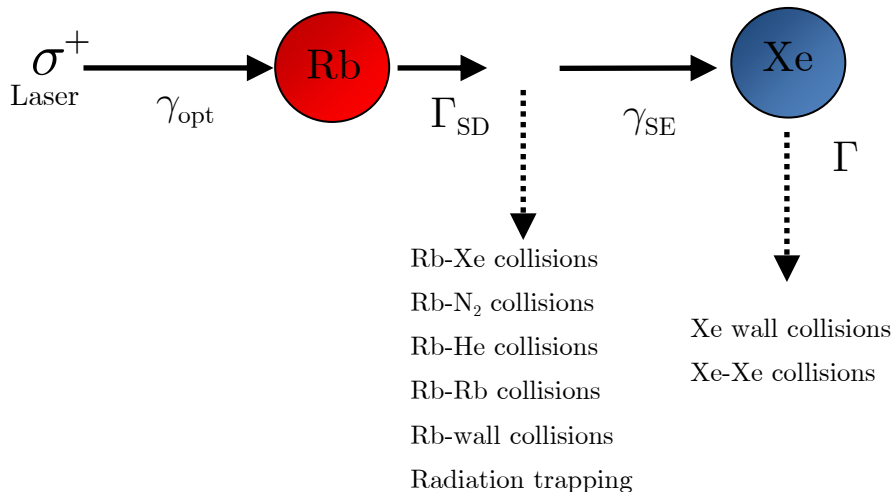 σ+
Laser
γopt
Rb
ΓSD
γSE
Xe
Γ
Rb-Xe collisions
Rb-N₂ collisions
Rb-He collisions
Rb-Rb collisions
Rb-wall collisions
Radiation trapping
Xe wall collisions
Xe-Xe collisions